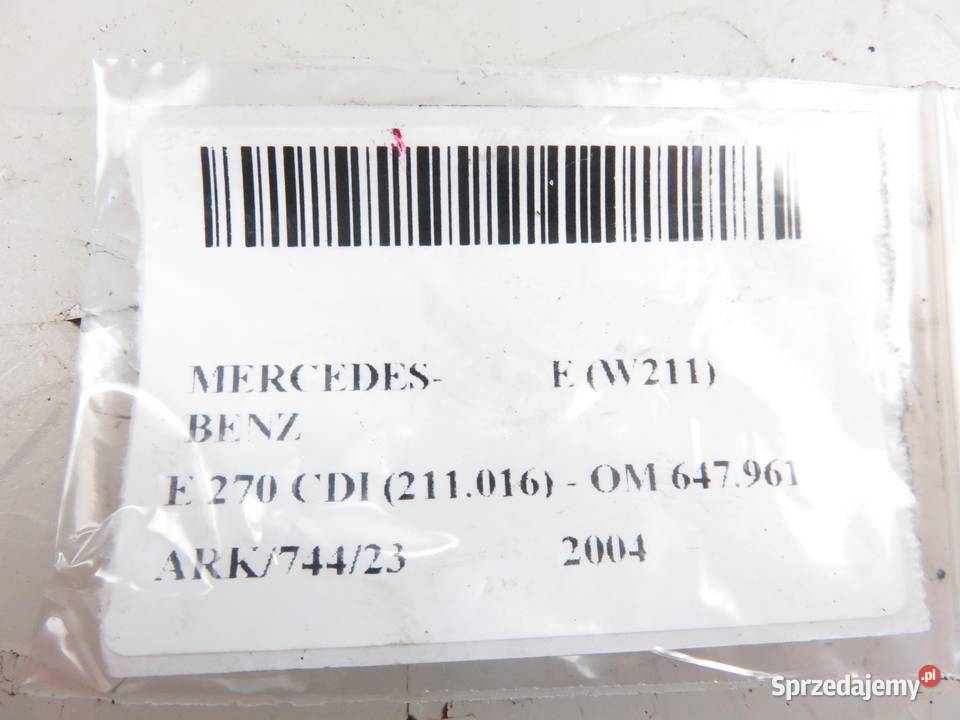 MERCEDES- E (W211)
BENZ
E 270 CDI (211.016) - OM 647.961
ARK/744/23 2004
Sprzedajemy.pl